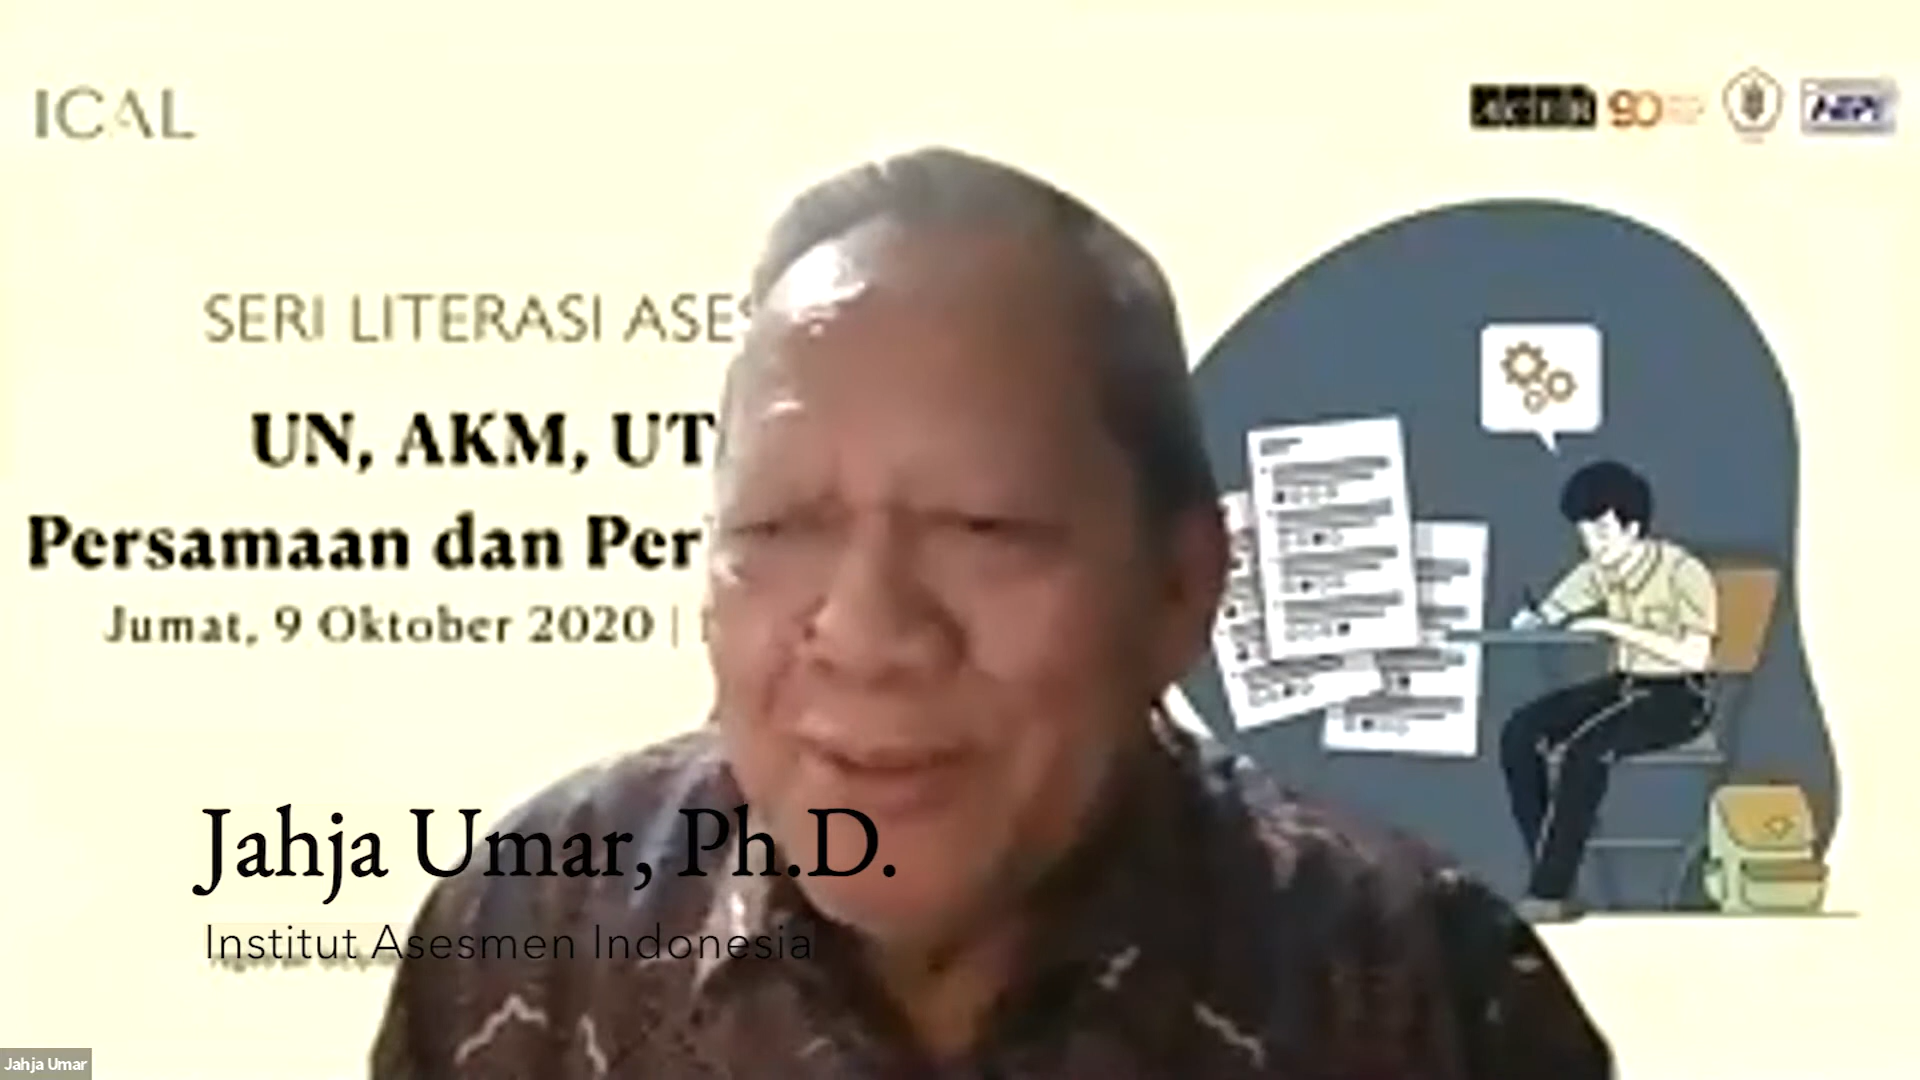 ICAL
90
SERI LITERASI ASES
UN, AKM, UT
Persamaan dan Per
Jumat, 9 Oktober 2020 |
Jahja Umar, Ph.D.
Institut Asesmen Indonesia
Jahja Umar